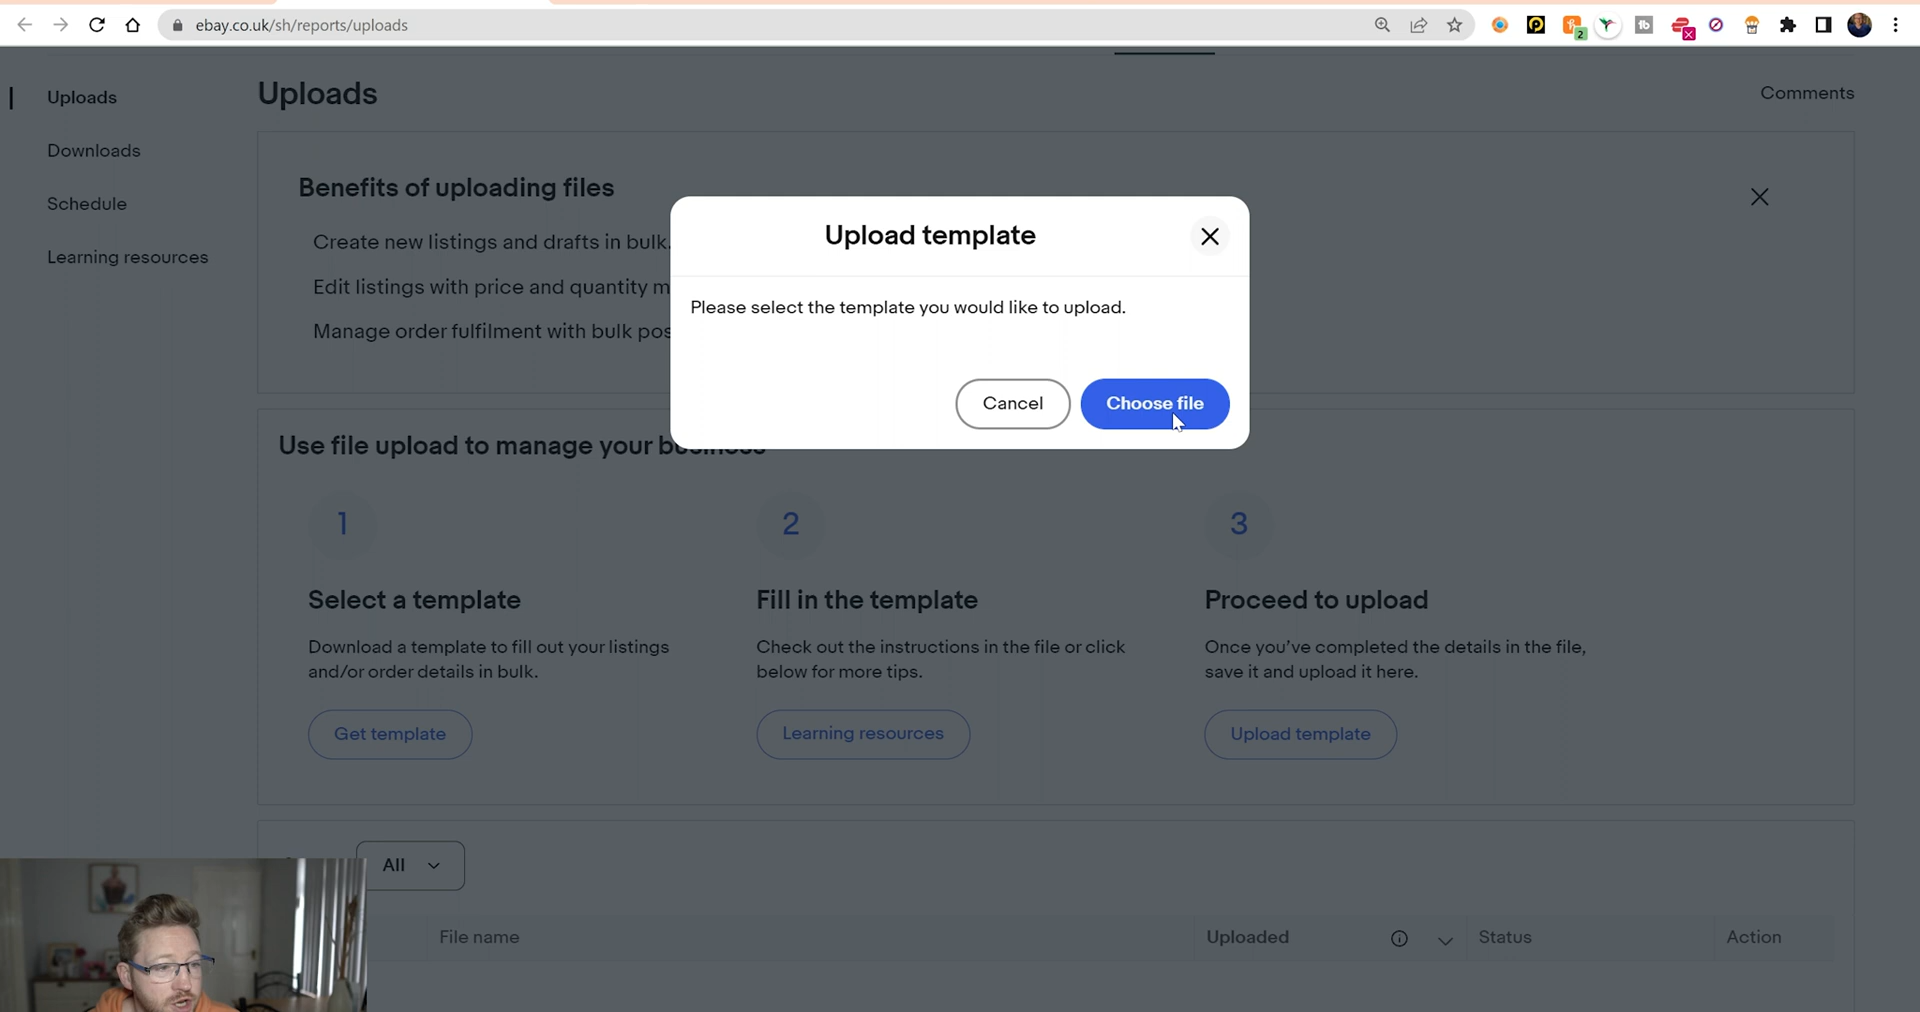 ebay.co.uk/sh/reports/uploads
2
tb
Uploads
Downloads
Schedule
Learning resources
Uploads
Comments
Benefits of uploading files
Create new listings and drafts in bulk.
Edit listings with price and quantity m
Manage order fulfilment with bulk pos
Upload template
Please select the template you would like to upload.
Cancel
Choose file
Use file upload to manage your business
1
2
3
Select a template
Fill in the template
Proceed to upload
Download a template to fill out your listings
and/or order details in bulk.
Check out the instructions in the file or click
below for more tips.
Once you've completed the details in the file,
save it and upload it here.
Get template
Learning resources
Upload template
All
File name
Uploaded
Status
Action